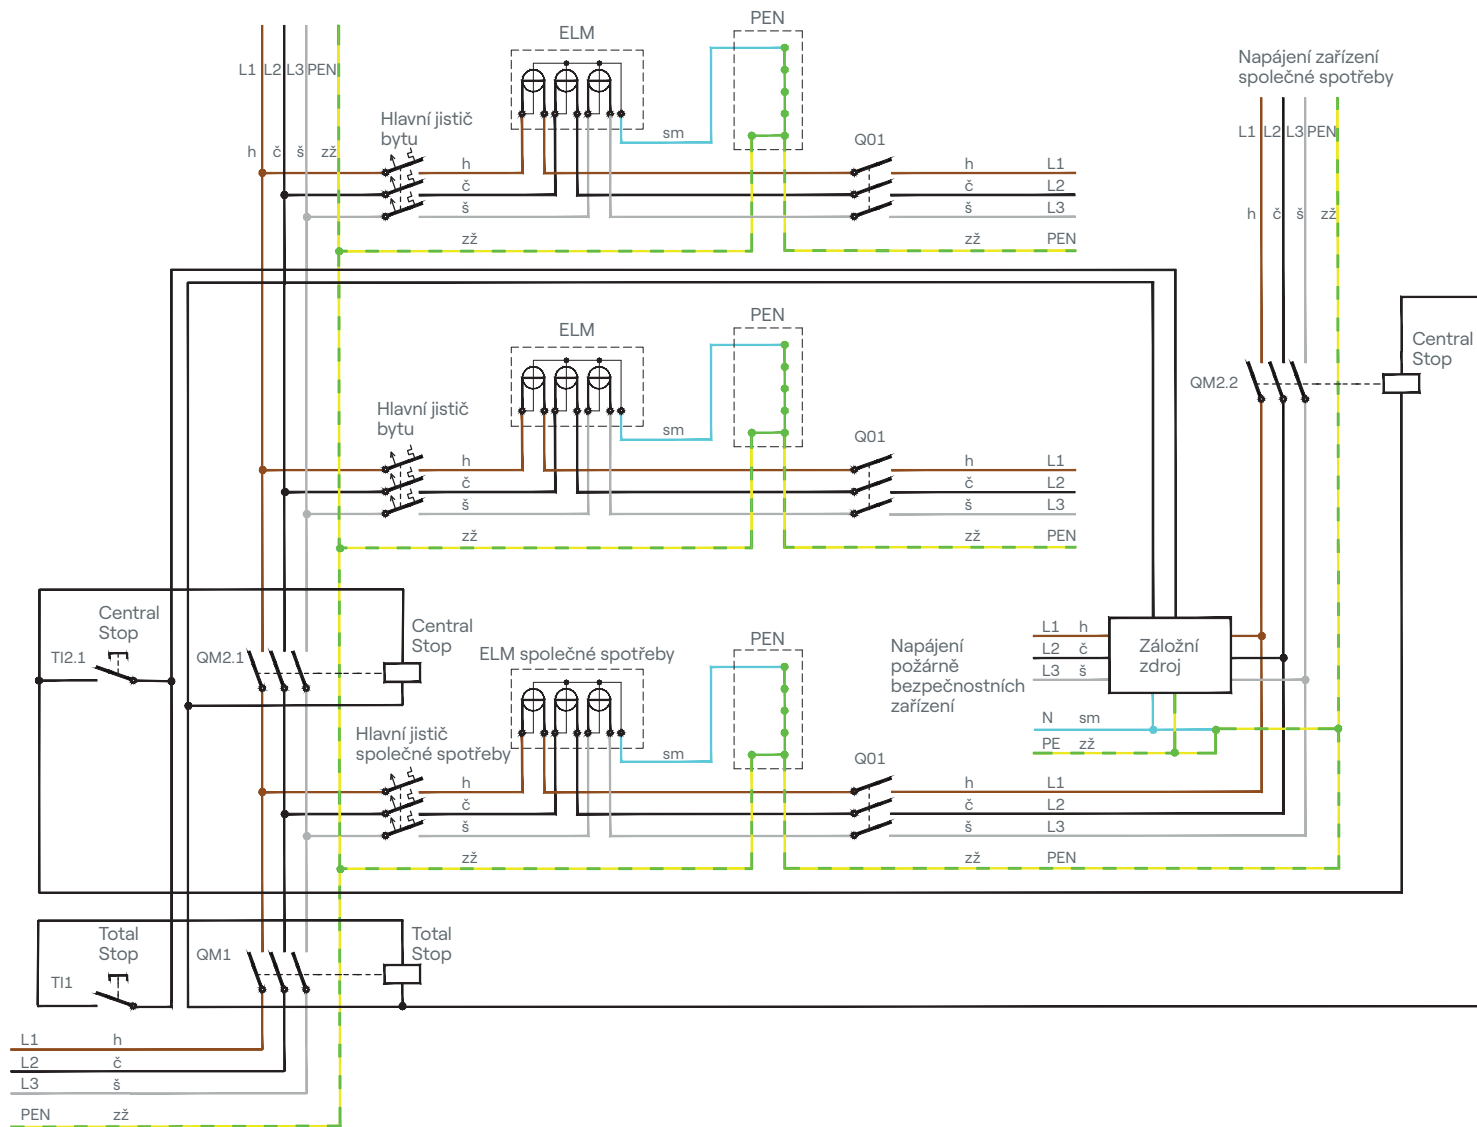 PEN
ELM
Napájení zařízení
společné spotřeby
L1 L2 L3 PEN
Hlavní jistič
bytu
sm
Q01
L1 L2 L3 PEN
h č š zž
h
č
š
zž
h L1
č L2
š L3
zž PEN
h č š zž
PEN
ELM
Central
Stop
QM2.2
Hlavní jistič
bytu
sm
Q01
h
č
š
zž
h L1
č L2
š L3
zž PEN
Central
Stop
TI2.1
QM2.1
Central
Stop
ELM společné spotřeby
PEN
Napájení
požárně
bezpečnostních
zařízení
L1 h
L2 č
L3 š
Záložní
zdroj
N sm
PE zž
Hlavní jistič
společné spotřeby
sm
Q01
h
č
š
zž
h L1
č L2
š L3
zž PEN
Total
Stop
TI1
QM1
Total
Stop
L1 h
L2 č
L3 š
PEN zž